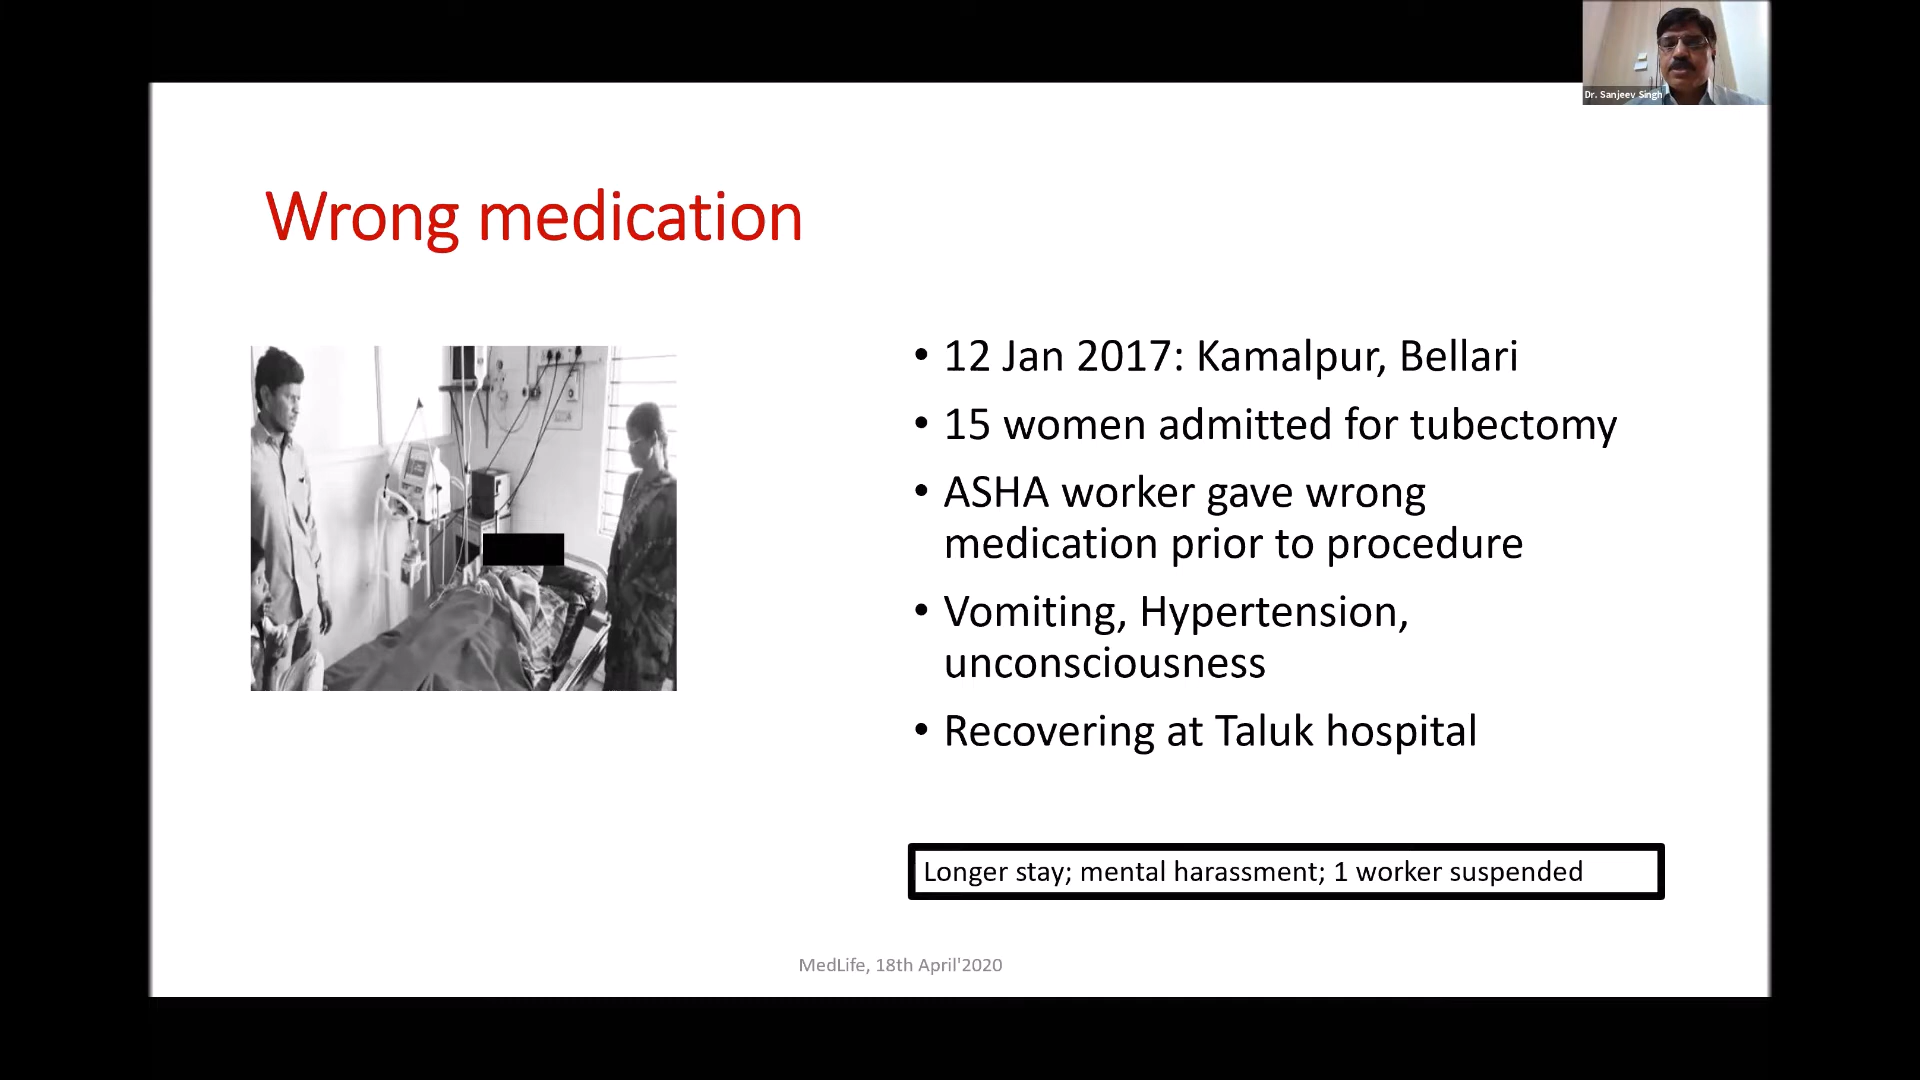 Dr. Sanjeev Singh
Wrong medication
• 12 Jan 2017: Kamalpur, Bellari
• 15 women admitted for tubectomy
• ASHA worker gave wrong
medication prior to procedure
• Vomiting, Hypertension,
unconsciousness
• Recovering at Taluk hospital
Longer stay; mental harassment; 1 worker suspended
MedLife, 18th April'2020